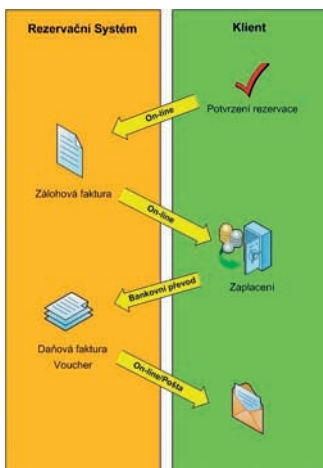 Rezervační Systém
Klient
Potvrzení rezervace
On-line
Zálohová faktura
On-line
Zaplacení
Bankovní převod
Daňová faktura
Voucher
On-line/Pošta